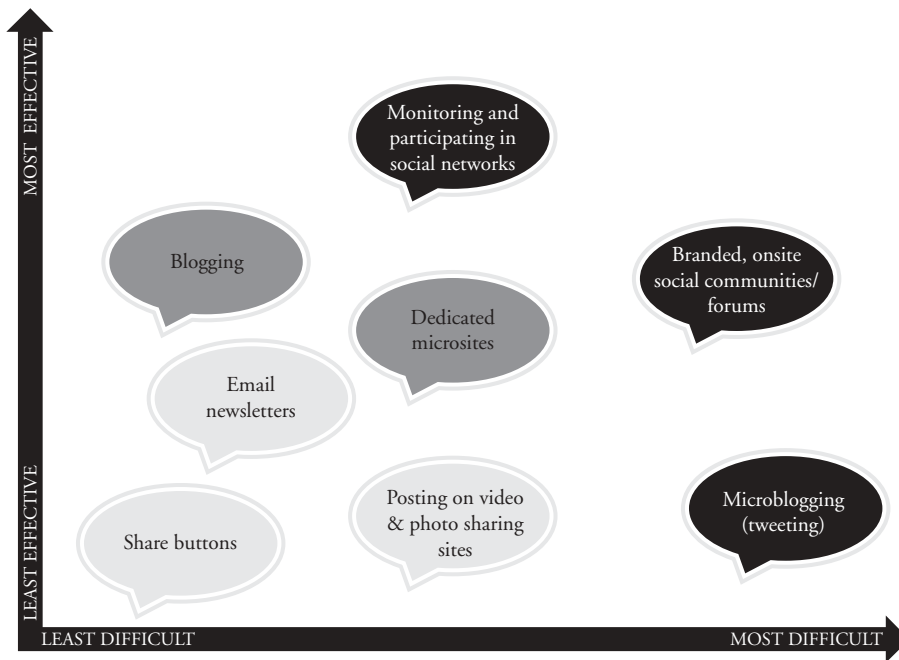 MOST EFFECTIVE
Monitoring and
participating in
social networks
Blogging
Branded, onsite
social communities/
forums
Dedicated
microsites
Email
newsletters
Posting on video
& photo sharing
sites
Microblogging
(tweeting)
Share buttons
LEAST EFFECTIVE
LEAST DIFFICULT
MOST DIFFICULT